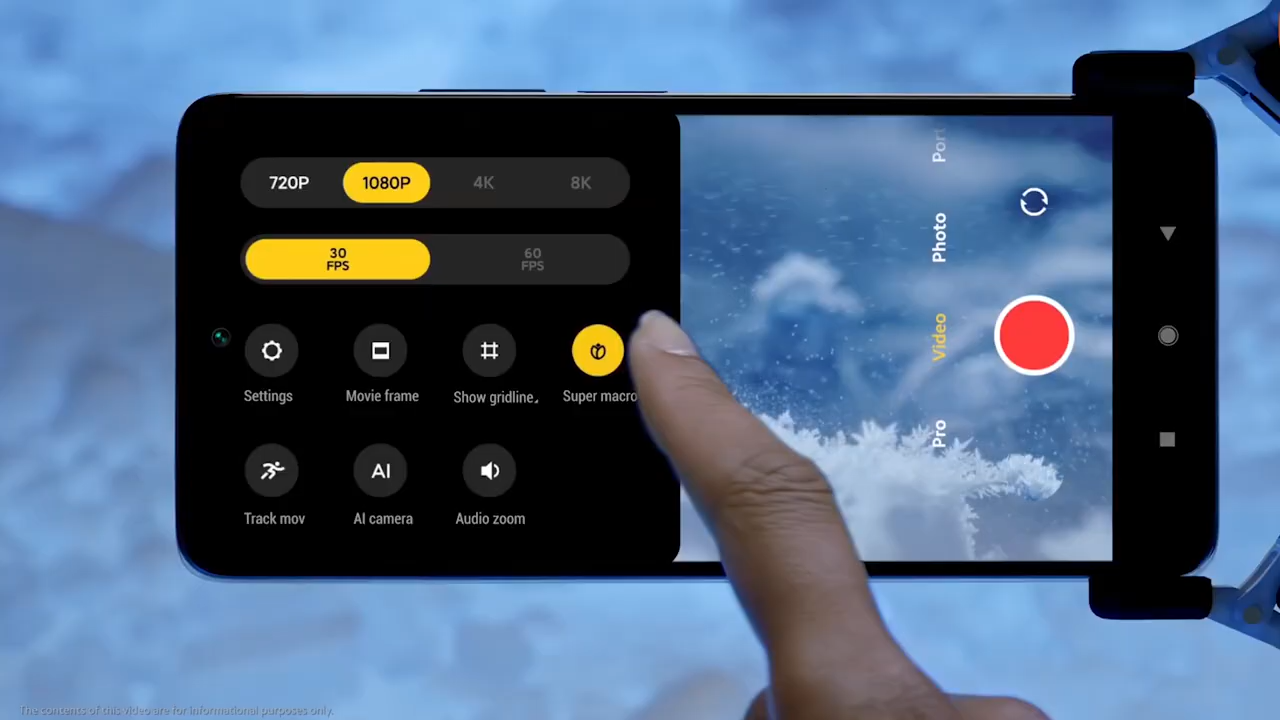 720P 1080P 4K 8K
30 FPS
60 FPS
Settings Movie frame Show gridline Super macro
Track mov AI camera Audio zoom
AI
Port
Photo
Video
Pro
The contents of this video are for informational purposes only.